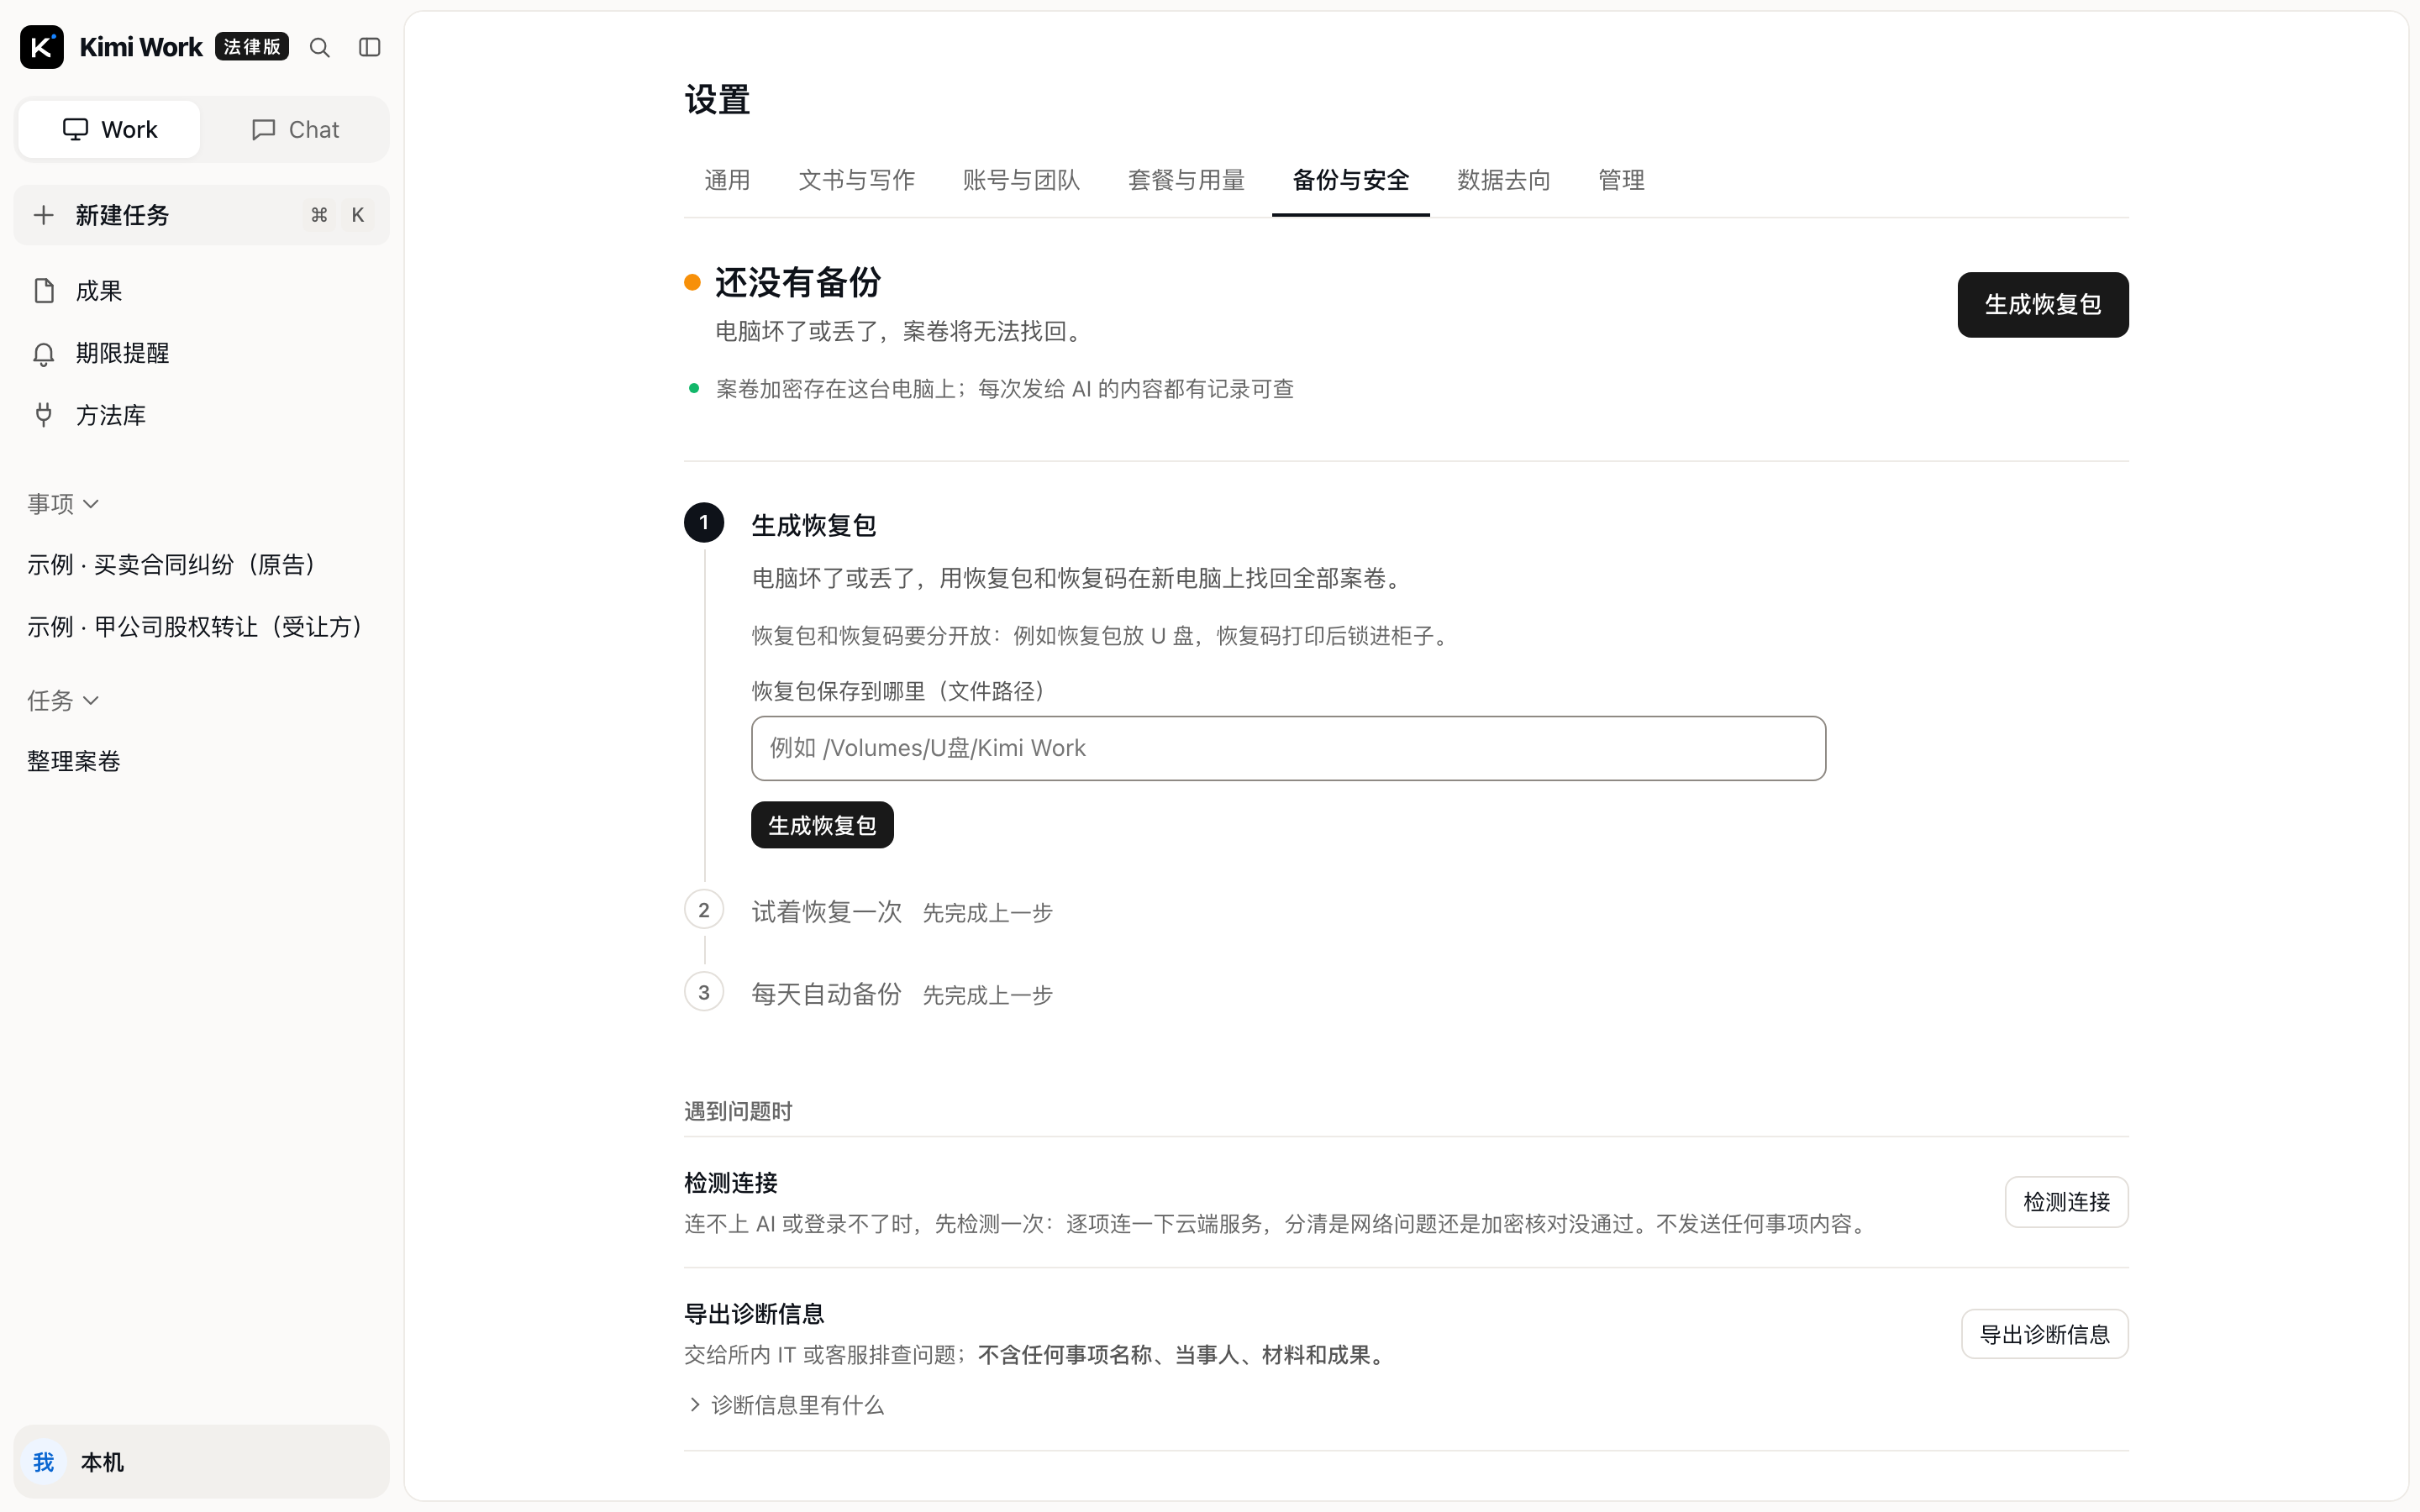 Kimi Work 法律版
Work
Chat
新建任务 ⌘ K
成果
期限提醒
方法库
事项
示例 · 买卖合同纠纷（原告）
示例 · 甲公司股权转让（受让方）
任务
整理案卷
我 本机
设置
通用 文书与写作 账号与团队 套餐与用量 备份与安全 数据去向 管理
还没有备份
电脑坏了或丢了，案卷将无法找回。
生成恢复包
案卷加密存在这台电脑上；每次发给 AI 的内容都有记录可查
1 生成恢复包
电脑坏了或丢了，用恢复包和恢复码在新电脑上找回全部案卷。
恢复包和恢复码要分开放：例如恢复包放 U 盘，恢复码打印后锁进柜子。
恢复包保存到哪里（文件路径）
例如 /Volumes/U盘/Kimi Work
生成恢复包
2 试着恢复一次 先完成上一步
3 每天自动备份 先完成上一步
遇到问题时
检测连接
连不上 AI 或登录不了时，先检测一次：逐项连一下云端服务，分清是网络问题还是加密核对没通过。不发送任何事项内容。
检测连接
导出诊断信息
交给所内 IT 或客服排查问题；不含任何事项名称、当事人、材料和成果。
导出诊断信息
诊断信息里有什么